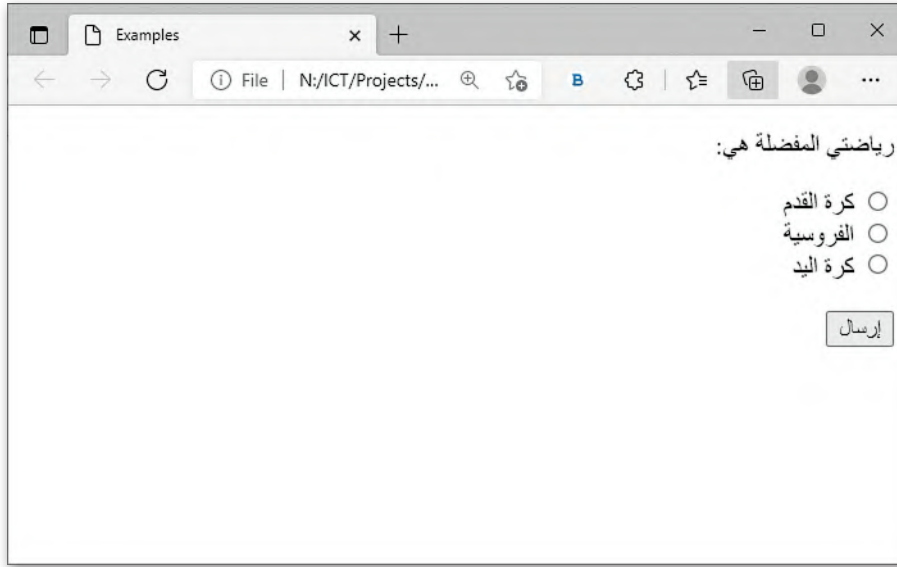 Examples
File N:/ICT/Projects/...
رياضتي المفضلة هي:
كرة القدم
الفروسية
كرة اليد
إرسال